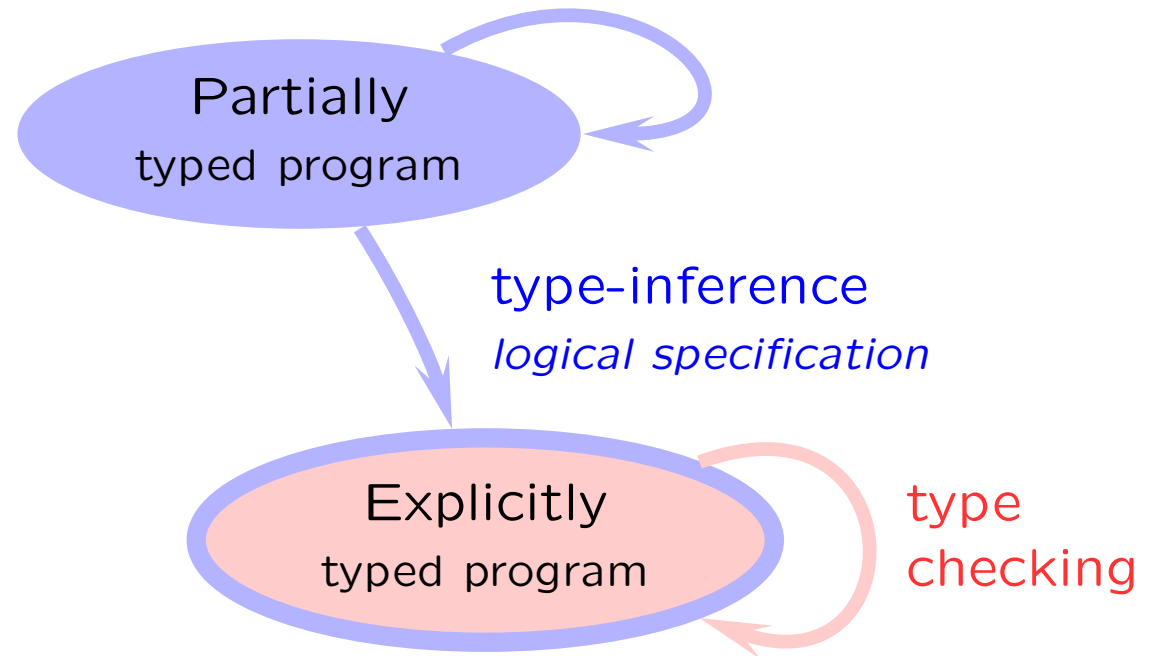 Partially
typed program
type-inference
logical specification
Explicitly
typed program
type
checking